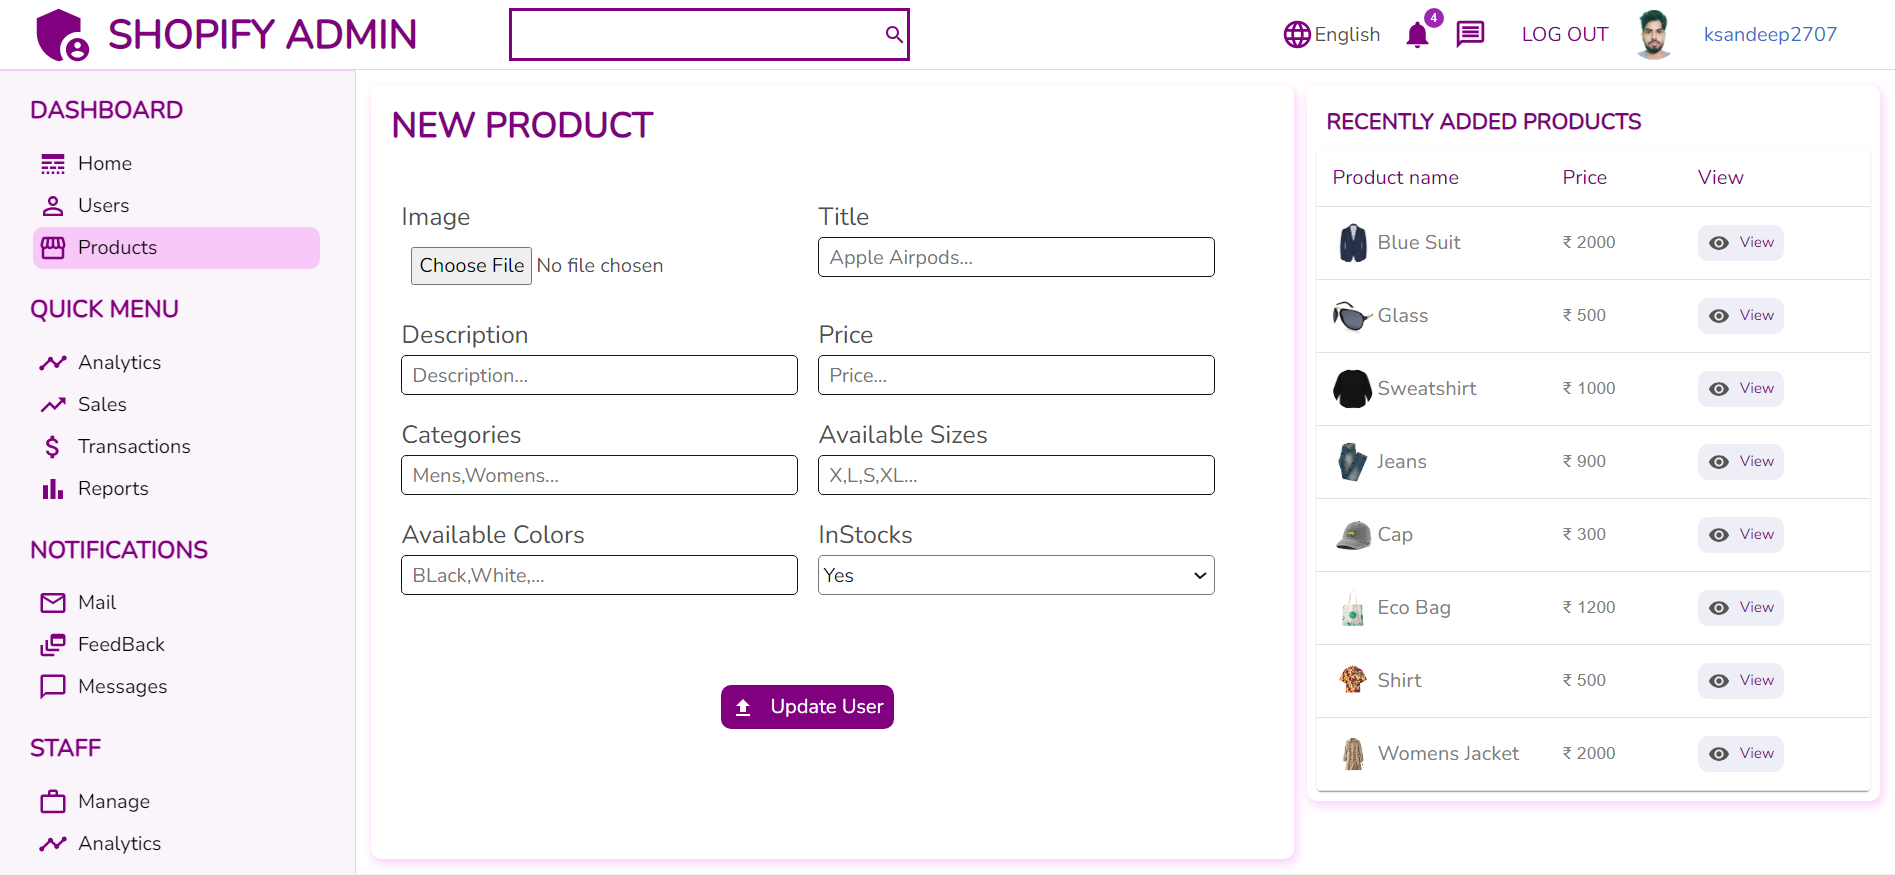 SHOPIFY ADMIN
English
4
LOG OUT
ksandeep2707
DASHBOARD
Home
Users
Products
QUICK MENU
Analytics
Sales
Transactions
Reports
NOTIFICATIONS
Mail
FeedBack
Messages
STAFF
Manage
Analytics
NEW PRODUCT
Image
Choose File No file chosen
Title
Apple Airpods...
Description
Description...
Price
Price...
Categories
Mens,Womens...
Available Sizes
X,L,S,XL...
Available Colors
BLack,White,...
InStocks
Yes
Update User
RECENTLY ADDED PRODUCTS
Product name Price View
Blue Suit ₹ 2000 View
Glass ₹ 500 View
Sweatshirt ₹ 1000 View
Jeans ₹ 900 View
Cap ₹ 300 View
Eco Bag ₹ 1200 View
Shirt ₹ 500 View
Womens Jacket ₹ 2000 View